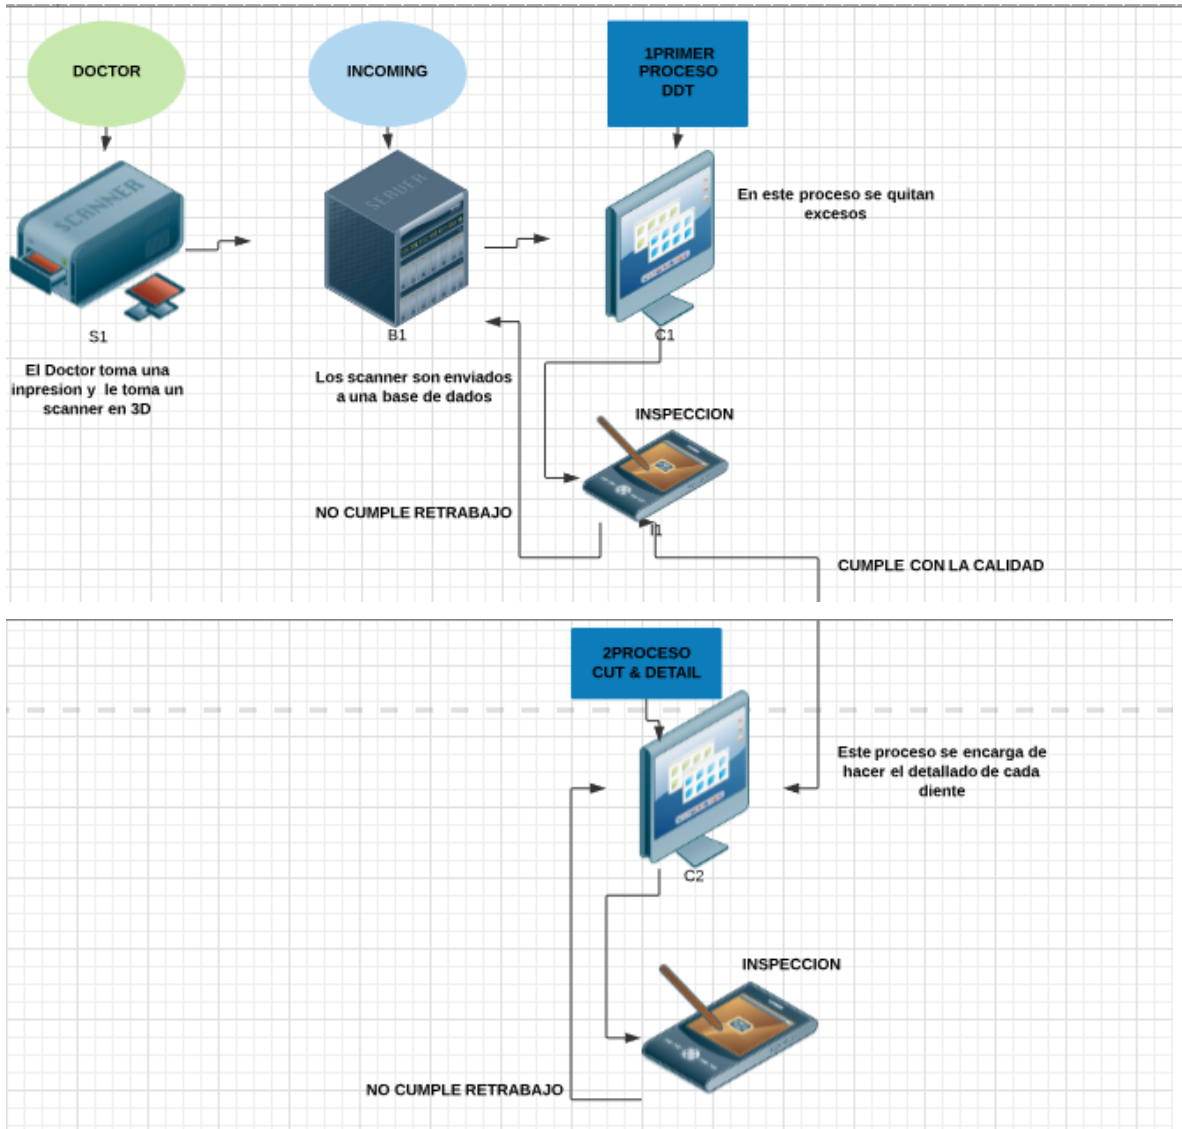 DOCTOR
INCOMING
1PRIMER
PROCESO
DDT
SCANNER
SERVER
En este proceso se quitan
excesos
S1
B1
C1
El Doctor toma una
inpresion y le toma un
scanner en 3D
Los scanner son enviados
a una base de dados
INSPECCION
NO CUMPLE RETRABAJO
I1
CUMPLE CON LA CALIDAD
2PROCESO
CUT & DETAIL
Este proceso se encarga de
hacer el detallado de cada
diente
C2
INSPECCION
NO CUMPLE RETRABAJO